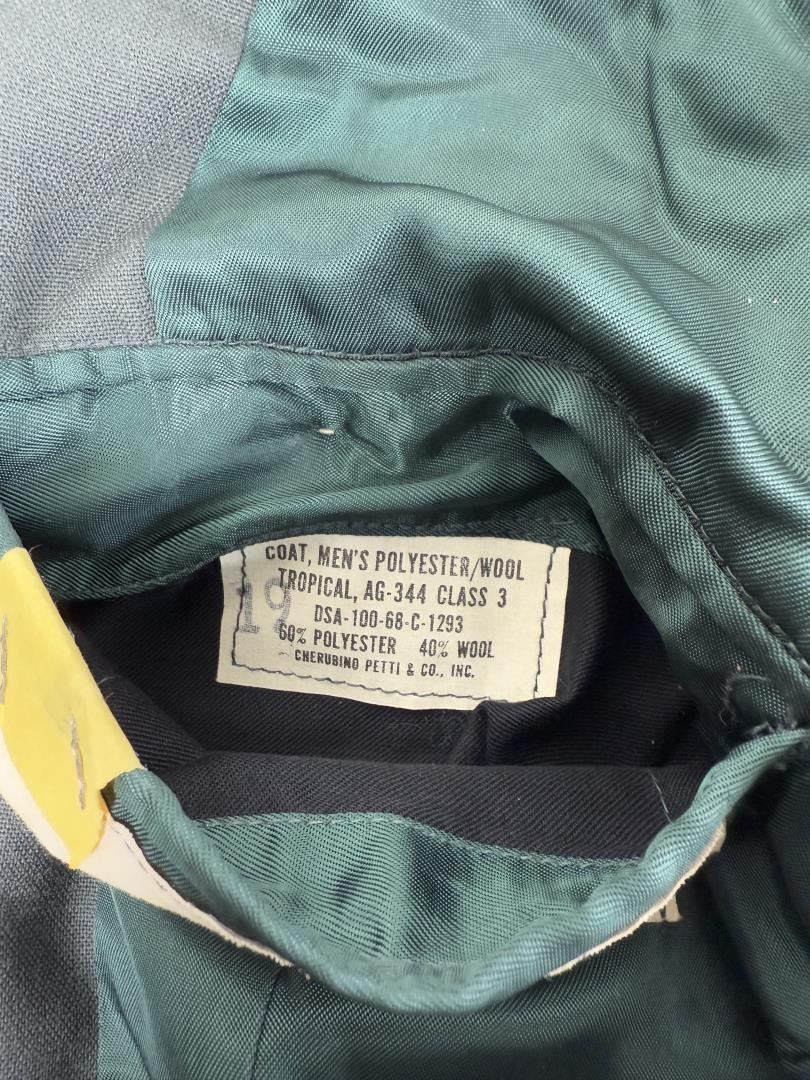 COAT, MEN'S POLYESTER/WOOL
TROPICAL, AG-344 CLASS 3
DSA-100-68-C-1293
60% POLYESTER 40% WOOL
CHERUBINO PETTI & CO., INC.
19